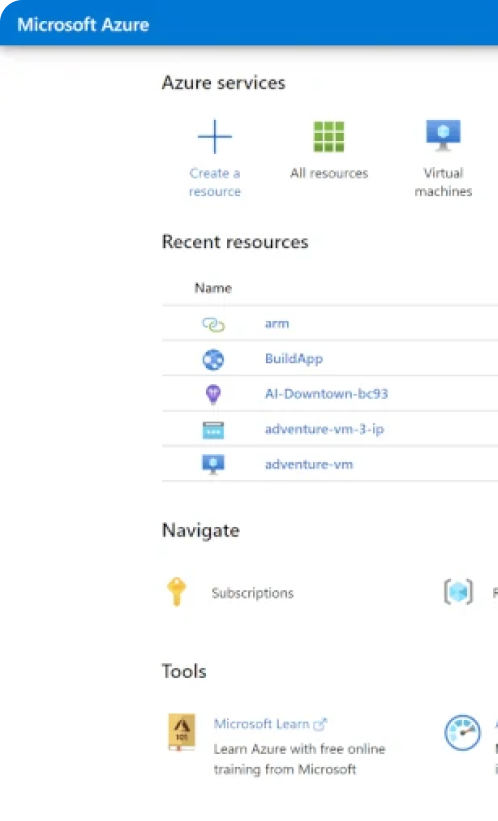 Microsoft Azure
Azure services
Create a resource
All resources
Virtual machines
Recent resources
Name
arm
BuildApp
AI-Downtown-bc93
adventure-vm-3-ip
adventure-vm
Navigate
Subscriptions
R
Tools
101
Microsoft Learn
Learn Azure with free online
training from Microsoft